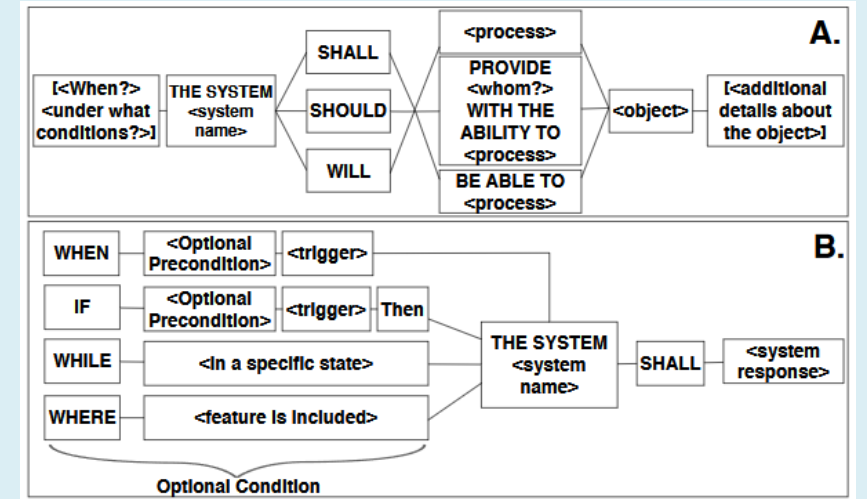 A.
[<When?>
<under what
conditions?>]
THE SYSTEM
<system
name>
SHALL
SHOULD
WILL
<process>
PROVIDE
<whom?>
WITH THE
ABILITY TO
<process>
BE ABLE TO
<process>
<object>
[<additional
details about
the object>]
B.
WHEN
<Optional
Precondition>
<trigger>
IF
<Optional
Precondition>
<trigger>
Then
WHILE
<in a specific state>
WHERE
<feature is included>
Optional Condition
THE SYSTEM
<system
name>
SHALL
<system
response>